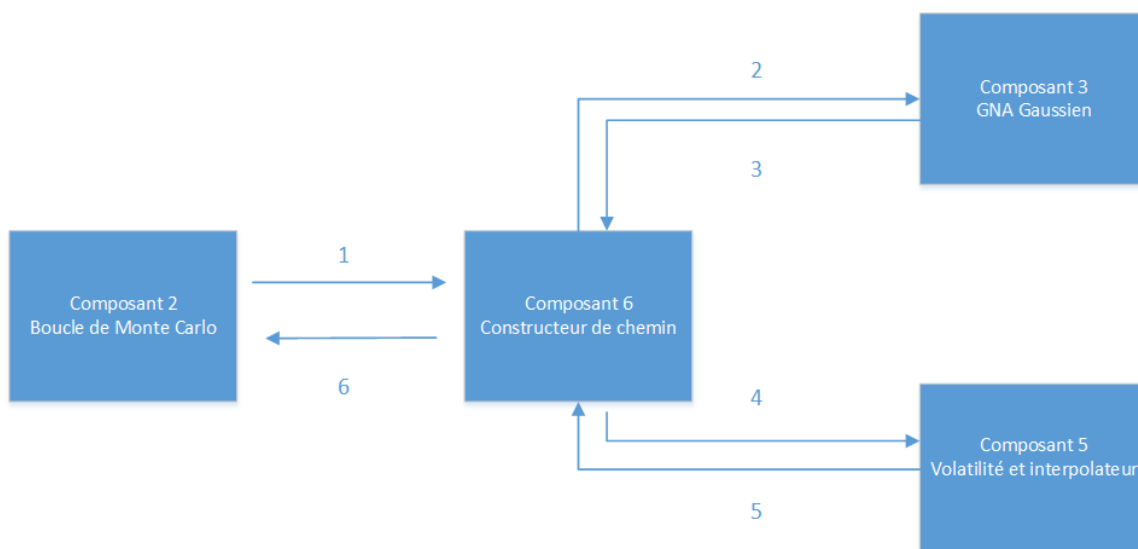 2
Composant 3
GNA Gaussien
3
1
Composant 2
Boucle de Monte Carlo
Composant 6
Constructeur de chemin
6
4
Composant 5
Volatilité et interpolateur
5